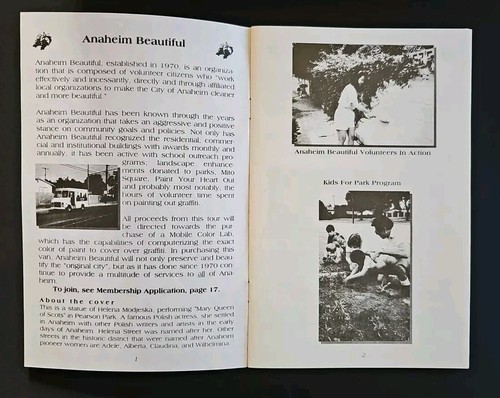 Anaheim Beautiful
Anaheim Beautiful, established in 1970, is an organiza-
tion that is composed of volunteer citizens who "work
effectively and incessantly, directly and through affiliated
local organizations to make the City of Anaheim cleaner
and more beautiful."
Anaheim Beautiful has been known through the years
as an organization that takes an aggressive and positive
stance on community goals and policies. Not only has
Anaheim Beautiful recognized the residential, commer-
cial and institutional buildings with awards monthly and
annually, it has been active with school outreach pro-
grams, landscape enhance-
ments donated to parks, Mito
Square, Paint Your Heart Out
and probably most notably, the
hours of volunteer time spent
on painting out graffiti.
All proceeds from this tour will
be directed towards the pur-
chase of a Mobile Color Lab,
which has the capabilities of computerizing the exact
color of paint to cover over graffiti. In purchasing this
van, Anaheim Beautiful will not only preserve and beau-
tify the "original city", but as it has done since 1970 con-
tinue to provide a multitude of services to all of Ana-
heim.
To join, see Membership Application, page 17.
About the cover
This is a statue of Helena Modjeska, performing "Mary Queen
of Scots" in Pearson Park. A famous Polish actress, she settled
in Anaheim with other Polish writers and artists in the early
days of Anaheim. Helena Street was named after her. Other
streets in the historic district that were named after Anaheim
pioneer women are Adele, Alberta, Claudina, and Wilhelmina.
1
Anaheim Beautiful Volunteers In Action
Kids For Park Program
2